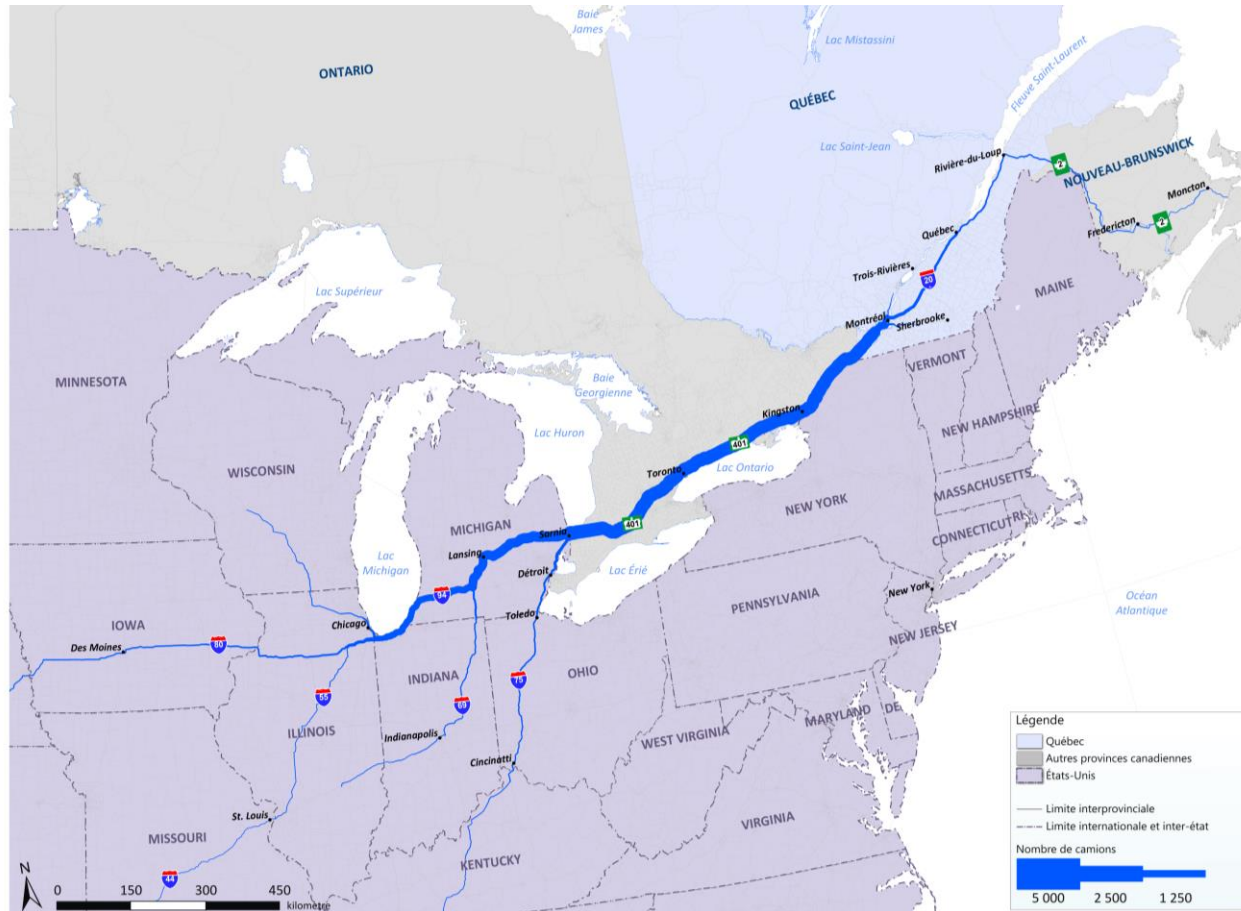 Baie
James
Lac Mistassini
ONTARIO
Fleuve Saint-Laurent
QUÉBEC
Lac Saint-Jean
Rivière-du-Loup
2
NOUVEAU-BRUNSWICK
Moncton
Fredericton
2
Québec
Trois-Rivières
20
MAINE
Lac Supérieur
Montréal
Sherbrooke
VERMONT
MINNESOTA
Baie
Georgienne
Kingston
NEW HAMPSHIRE
Lac Huron
401
WISCONSIN
Toronto
Lac Ontario
MASSACHUSETTS
NEW YORK
MICHIGAN
401
CONNECTICUT
RI
Sarnia
Lansing
Lac
Michigan
Détroit
Lac Érié
94
PENNSYLVANIA
New York
Océan
Atlantique
IOWA
Chicago
Toledo
NEW JERSEY
Des Moines
80
INDIANA
OHIO
75
65
69
ILLINOIS
MARYLAND
DE
Indianapolis
WEST VIRGINIA
Cincinatti
St. Louis
MISSOURI
VIRGINIA
KENTUCKY
44
N
0 150 300 450
kilomètre
Légende
Québec
Autres provinces canadiennes
États-Unis
Limite interprovinciale
Limite internationale et inter-état
Nombre de camions
5 000 2 500 1 250